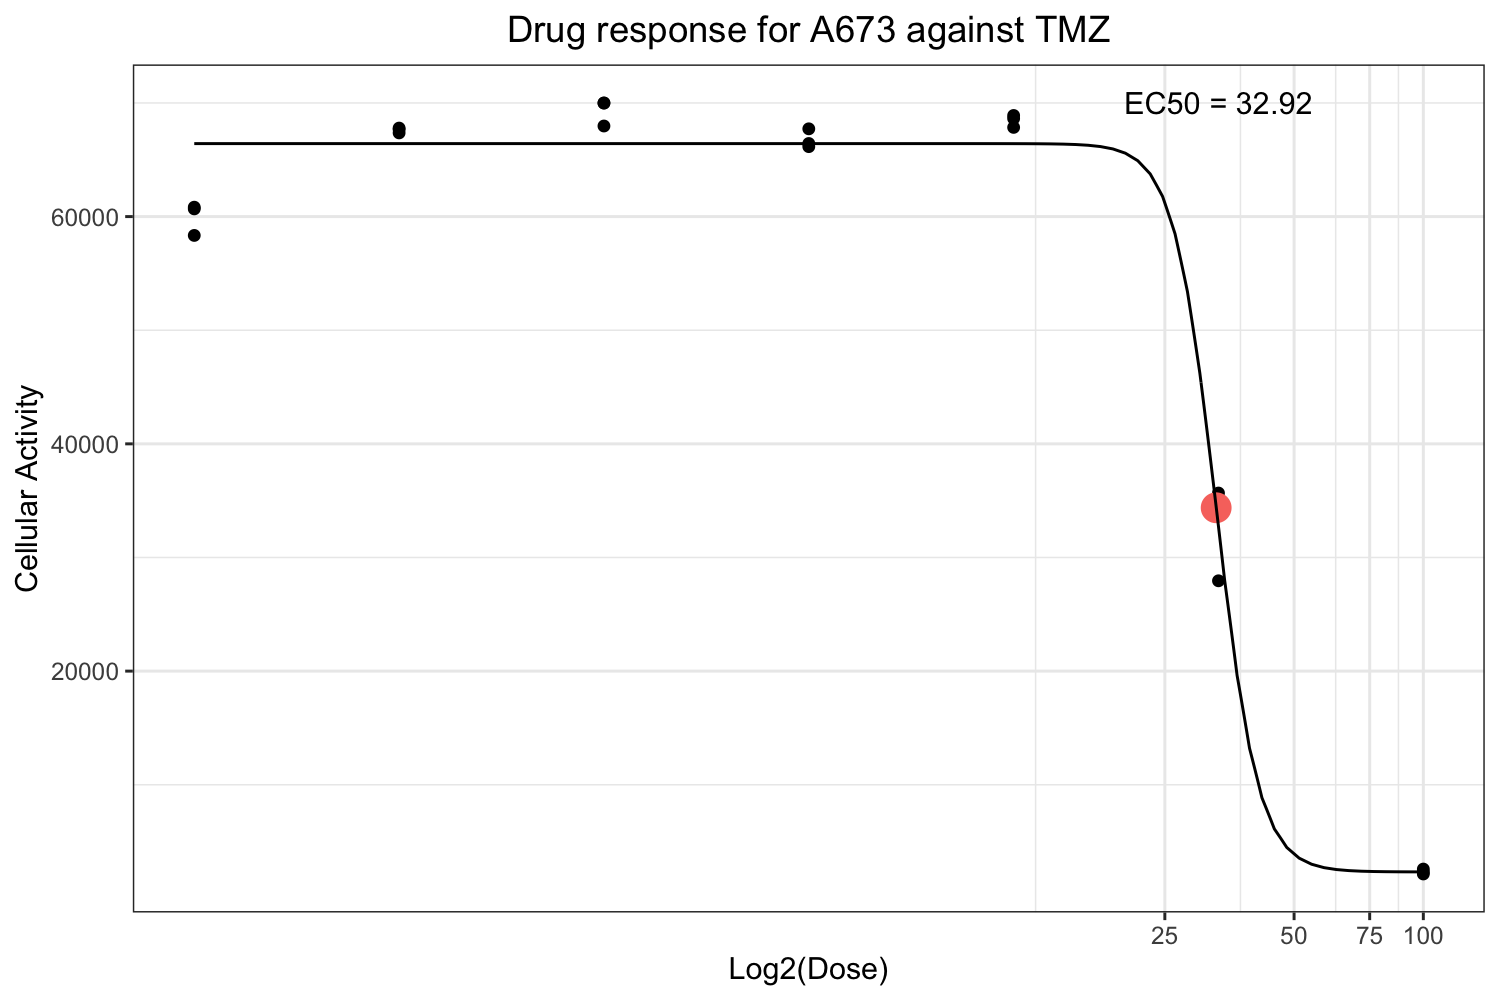 Drug response for A673 against TMZ
EC50 = 32.92
60000
40000
20000
Cellular Activity
25 50 75 100
Log2(Dose)